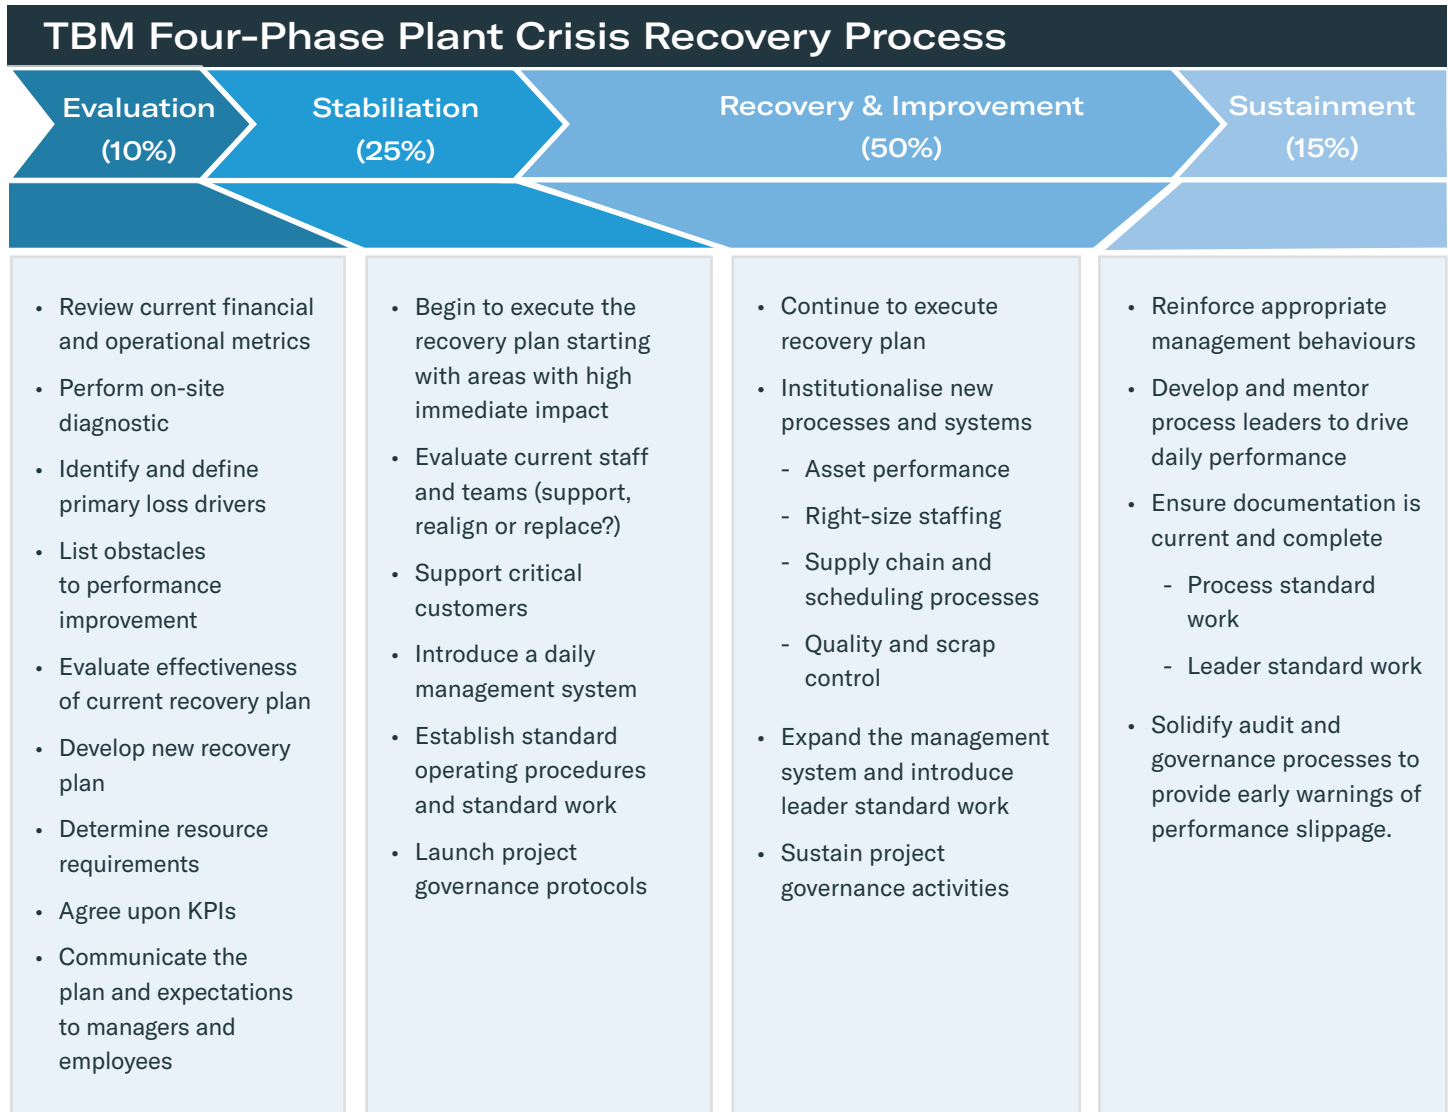 TBM Four-Phase Plant Crisis Recovery Process
Evaluation
(10%)
Stabiliation
(25%)
Recovery & Improvement
(50%)
Sustainment
(15%)
• Review current financial
and operational metrics
• Perform on-site
diagnostic
• Identify and define
primary loss drivers
• List obstacles
to performance
improvement
• Evaluate effectiveness
of current recovery plan
• Develop new recovery
plan
• Determine resource
requirements
• Agree upon KPIs
• Communicate the
plan and expectations
to managers and
employees
• Begin to execute the
recovery plan starting
with areas with high
immediate impact
• Evaluate current staff
and teams (support,
realign or replace?)
• Support critical
customers
• Introduce a daily
management system
• Establish standard
operating procedures
and standard work
• Launch project
governance protocols
• Continue to execute
recovery plan
• Institutionalise new
processes and systems
- Asset performance
- Right-size staffing
- Supply chain and
scheduling processes
- Quality and scrap
control
• Expand the management
system and introduce
leader standard work
• Sustain project
governance activities
• Reinforce appropriate
management behaviours
• Develop and mentor
process leaders to drive
daily performance
• Ensure documentation is
current and complete
- Process standard
work
- Leader standard work
• Solidify audit and
governance processes to
provide early warnings of
performance slippage.